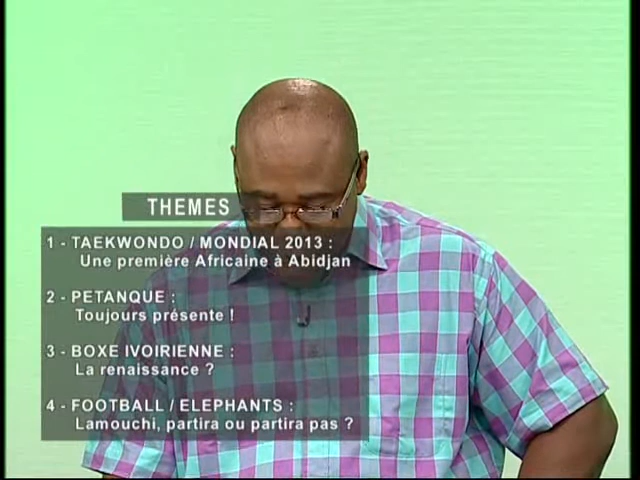 THEMES
1 - TAEKWONDO / MONDIAL 2013 :
Une première Africaine à Abidjan
2 - PETANQUE :
Toujours présente !
3 - BOXE IVOIRIENNE :
La renaissance ?
4 - FOOTBALL / ELEPHANTS :
Lamouchi, partira ou partira pas ?